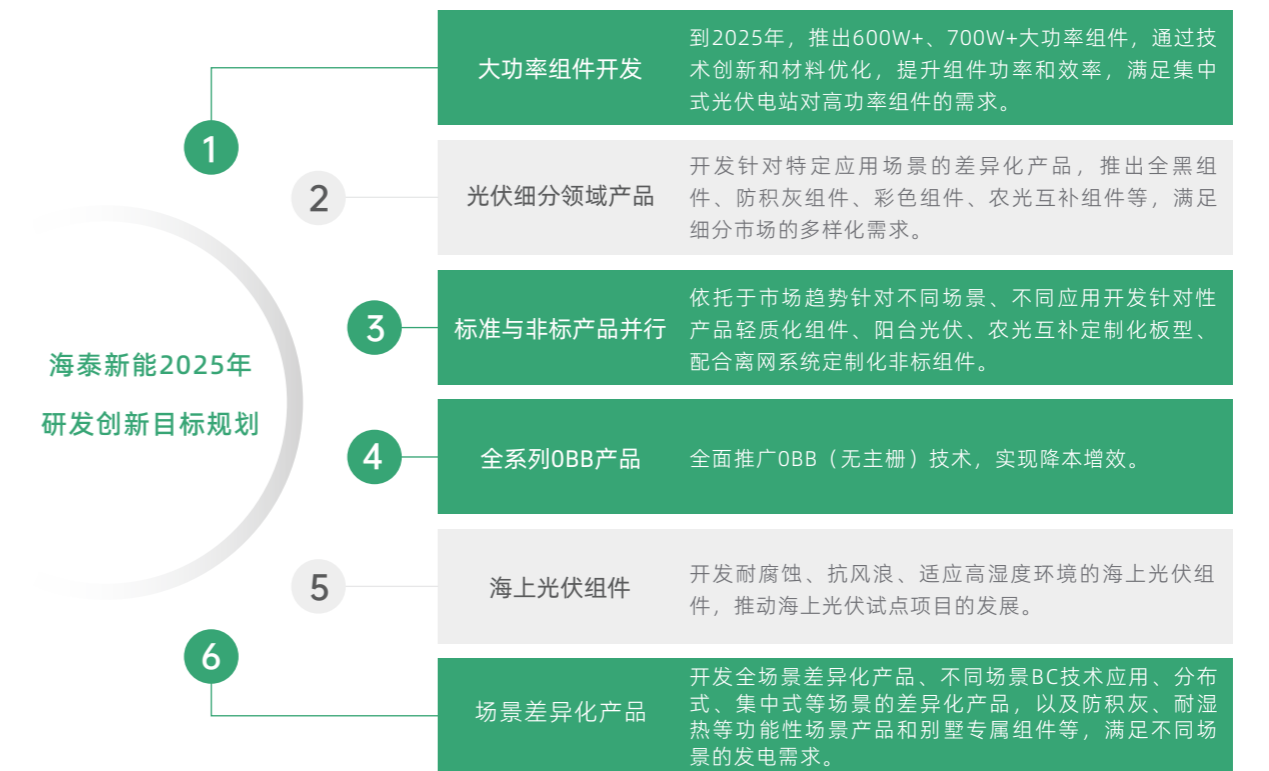 海泰新能2025年
研发创新目标规划
1
大功率组件开发
到2025年，推出600W+、700W+大功率组件，通过技
术创新和材料优化，提升组件功率和效率，满足集中
式光伏电站对高功率组件的需求。
2
光伏细分领域产品
开发针对特定应用场景的差异化产品，推出全黑组
件、防积灰组件、彩色组件、农光互补组件等，满足
细分市场的多样化需求。
3
标准与非标产品并行
依托于市场趋势针对不同场景、不同应用开发针对性
产品轻质化组件、阳台光伏、农光互补定制化板型、
配合离网系统定制化非标组件。
4
全系列0BB产品
全面推广0BB（无主栅）技术，实现降本增效。
5
海上光伏组件
开发耐腐蚀、抗风浪、适应高湿度环境的海上光伏组
件，推动海上光伏试点项目的发展。
6
场景差异化产品
开发全场景差异化产品、不同场景BC技术应用、分布
式、集中式等场景的差异化产品，以及防积灰、耐湿
热等功能性场景产品和别墅专属组件等，满足不同场
景的发电需求。